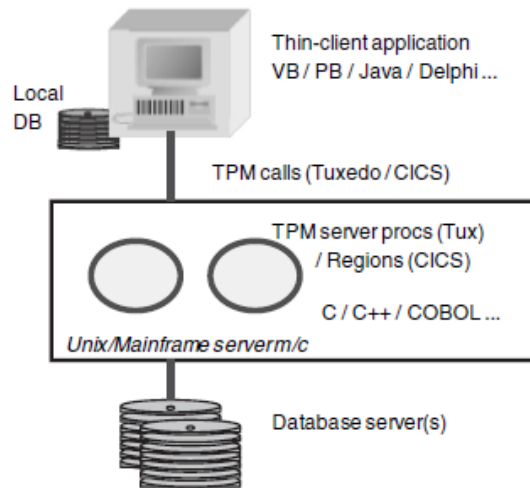 Thin-client application
VB / PB / Java / Delphi ...
Local
DB
TPM calls (Tuxedo / CICS)
TPM server procs (Tux)
/ Regions (CICS)
C / C++ / COBOL ...
Unix/Mainframe server m/c
Database server(s)